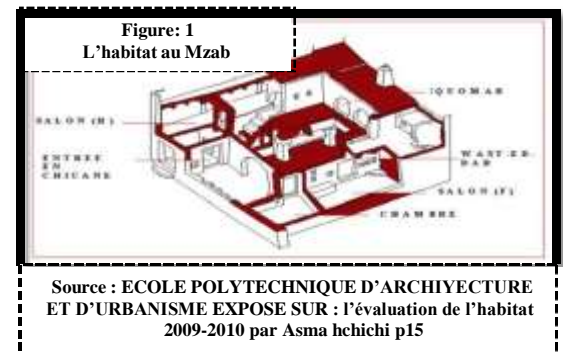 Figure: 1
L'habitat au Mzab
IQUOMAR
SALON (H)
ENTREE
EN
CHICANE
WAST-ED-
DAR
SALON (F)
CHAMBRE
Source : ECOLE POLYTECHNIQUE D'ARCHIYECTURE
ET D'URBANISME EXPOSE SUR : l'évaluation de l'habitat
2009-2010 par Asma hchichi p15